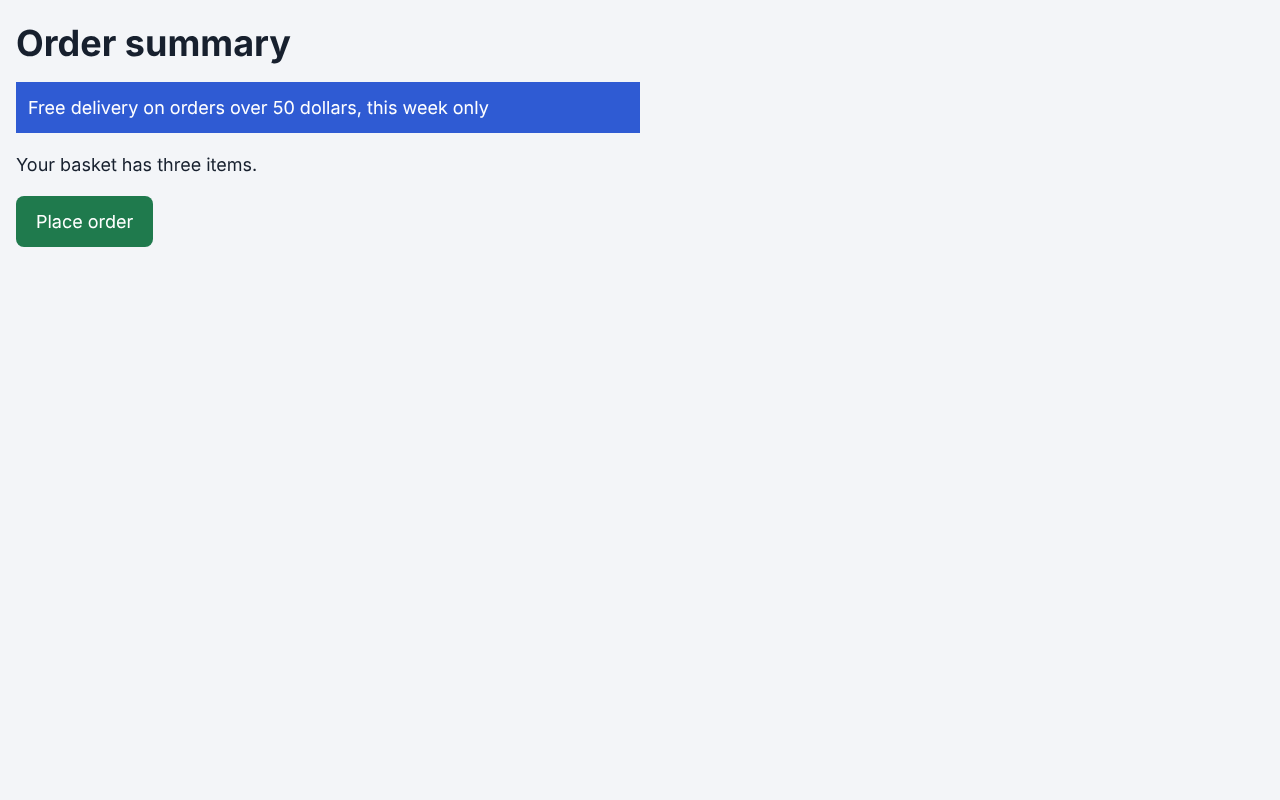 Order summary
Free delivery on orders over 50 dollars, this week only
Your basket has three items.
Place order